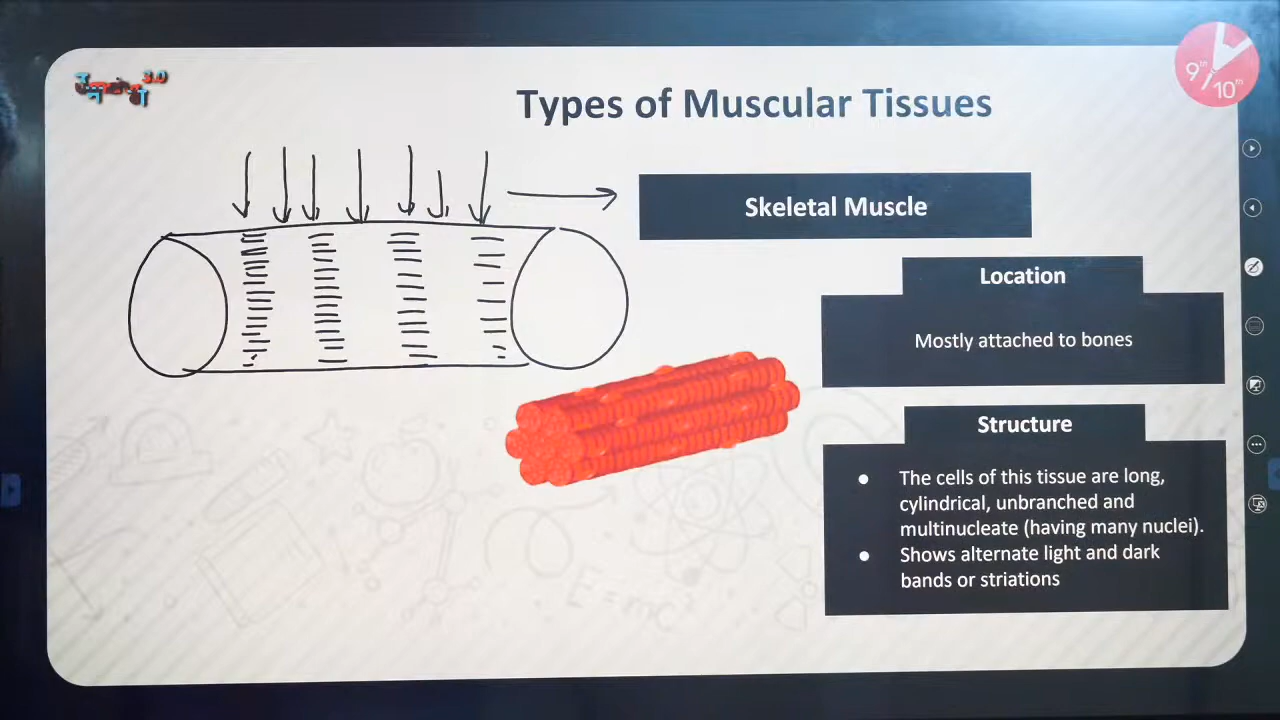 Types of Muscular Tissues
9th
10th
Skeletal Muscle
Location
Mostly attached to bones
Structure
The cells of this tissue are long,
cylindrical, unbranched and
multinucleate (having many nuclei).
Shows alternate light and dark
bands or striations
E=mc²